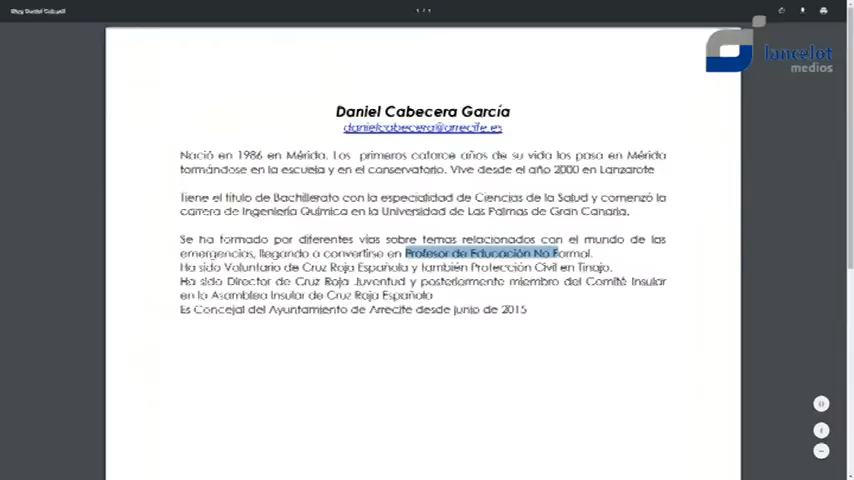 1 / 1
lancelot
medios
Daniel Cabecera García
danielcabecera@arrecife.es
Nació en 1986 en Mérida. Los primeros catorce años de su vida los pasa en Mérida
formándose en la escuela y en el conservatorio. Vive desde el año 2000 en Lanzarote
Tiene el título de Bachillerato con la especialidad de Ciencias de la Salud y comenzó la
carrera de Ingeniería Química en la Universidad de Las Palmas de Gran Canaria.
Se ha formado por diferentes vías sobre temas relacionados con el mundo de las
emergencias, llegando a convertirse en Profesor de Educación No Formal.
Ha sido Voluntario de Cruz Roja Española y también Protección Civil en Tinajo.
Ha sido Director de Cruz Roja Juventud y posteriormente miembro del Comité Insular
en la Asamblea Insular de Cruz Roja Española
Es Concejal del Ayuntamiento de Arrecife desde junio de 2015